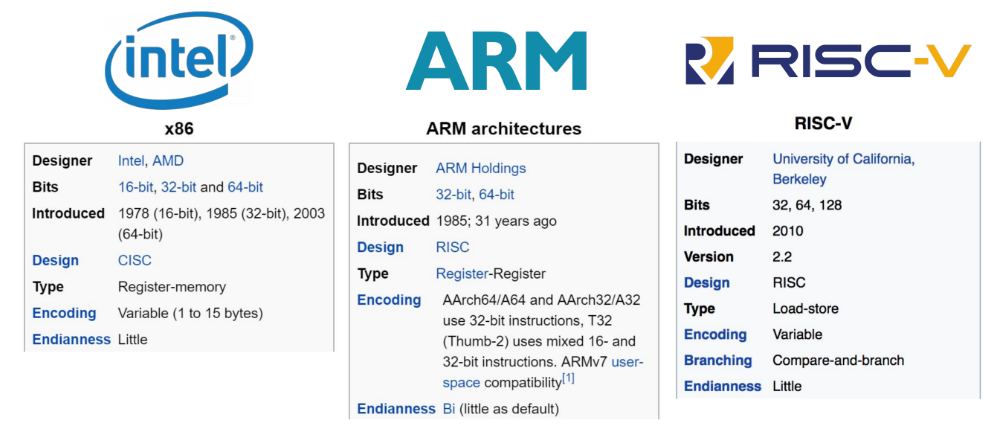 intel
x86
Designer Intel, AMD
Bits 16-bit, 32-bit and 64-bit
Introduced 1978 (16-bit), 1985 (32-bit), 2003
(64-bit)
Design CISC
Type Register-memory
Encoding Variable (1 to 15 bytes)
Endianness Little
ARM
ARM architectures
Designer ARM Holdings
Bits 32-bit, 64-bit
Introduced 1985; 31 years ago
Design RISC
Type Register-Register
Encoding AArch64/A64 and AArch32/A32
use 32-bit instructions, T32
(Thumb-2) uses mixed 16- and
32-bit instructions. ARMv7 user-
space compatibility[1]
Endianness Bi (little as default)
RISC-V
RISC-V
Designer University of California,
Berkeley
Bits 32, 64, 128
Introduced 2010
Version 2.2
Design RISC
Type Load-store
Encoding Variable
Branching Compare-and-branch
Endianness Little